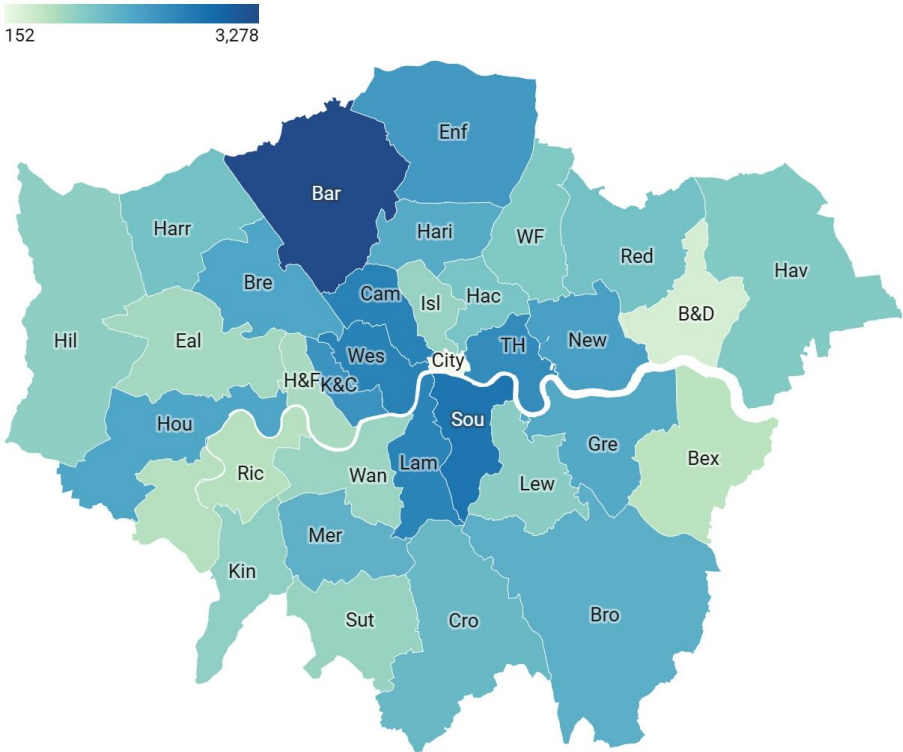 152 3,278
Enf
Bar
Harr
Hari
WF
Red
Hav
Bre
Cam
Isl
Hac
B&D
Hil
Eal
Wes
TH
New
City
H&F
K&C
Hou
Sou
Gre
Bex
Ric
Wan
Lam
Lew
Mer
Kin
Sut
Cro
Bro